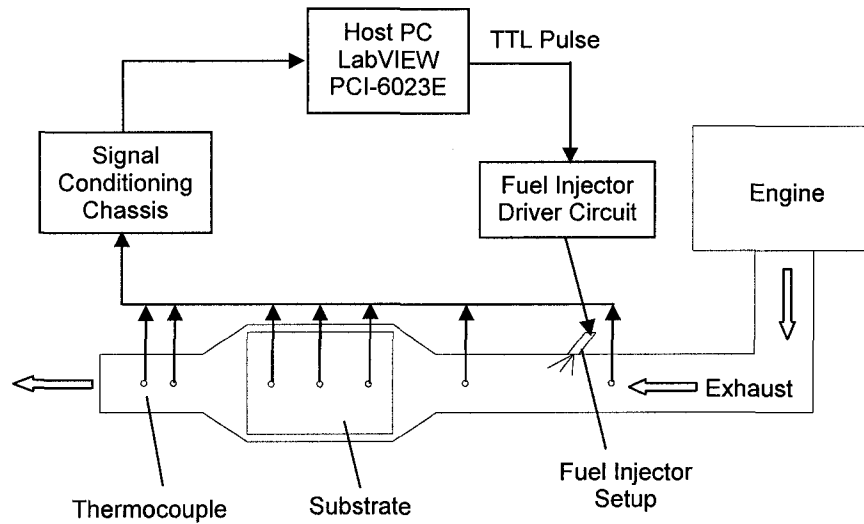 Host PC
LabVIEW
PCI-6023E
TTL Pulse
Signal
Conditioning
Chassis
Fuel Injector
Driver Circuit
Engine
Exhaust
Thermocouple
Substrate
Fuel Injector
Setup